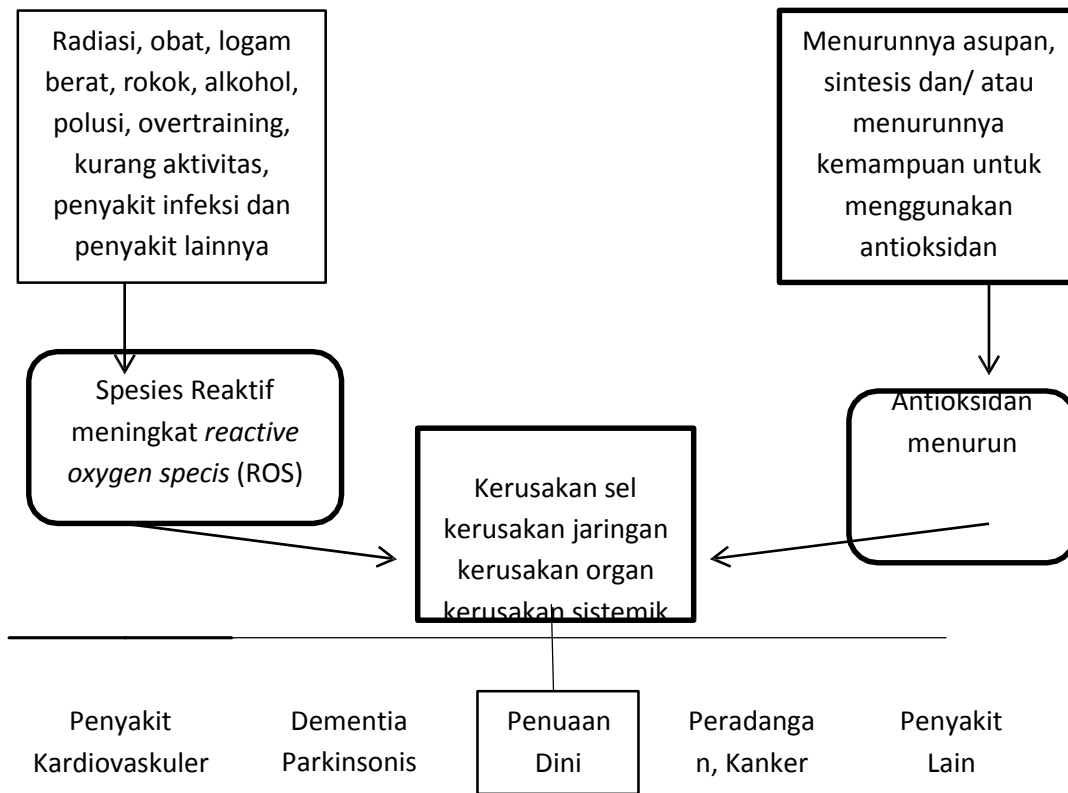 Radiasi, obat, logam
berat, rokok, alkohol,
polusi, overtraining,
kurang aktivitas,
penyakit infeksi dan
penyakit lainnya
Menurunnya asupan,
sintesis dan/ atau
menurunnya
kemampuan untuk
menggunakan
antioksidan
Spesies Reaktif
meningkat reactive
oxygen specis (ROS)
Antioksidan
menurun
Kerusakan sel
kerusakan jaringan
kerusakan organ
kerusakan sistemik
Penyakit
Kardiovaskuler
Dementia
Parkinsonis
Penuaan
Dini
Peradanga
n, Kanker
Penyakit
Lain